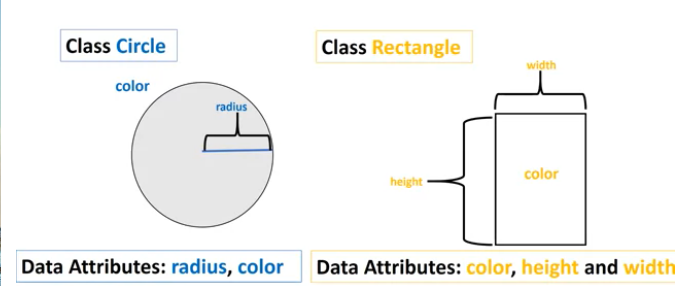 Class Circle
color
radius
Data Attributes: radius, color
Class Rectangle
width
height
color
Data Attributes: color, height and width